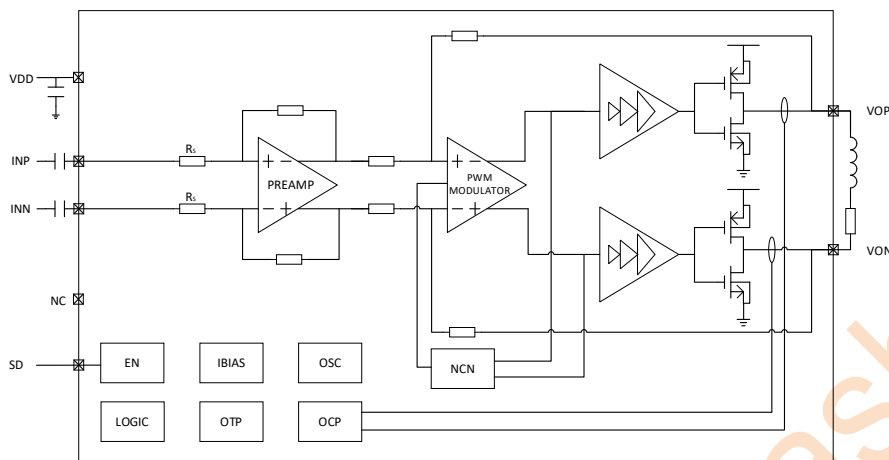 VDD
VOP
INP
Rs
PREAMP
PWM
MODULATOR
INN
Rs
VON
NC
SD
EN
IBIAS
OSC
NCN
LOGIC
OTP
OCP